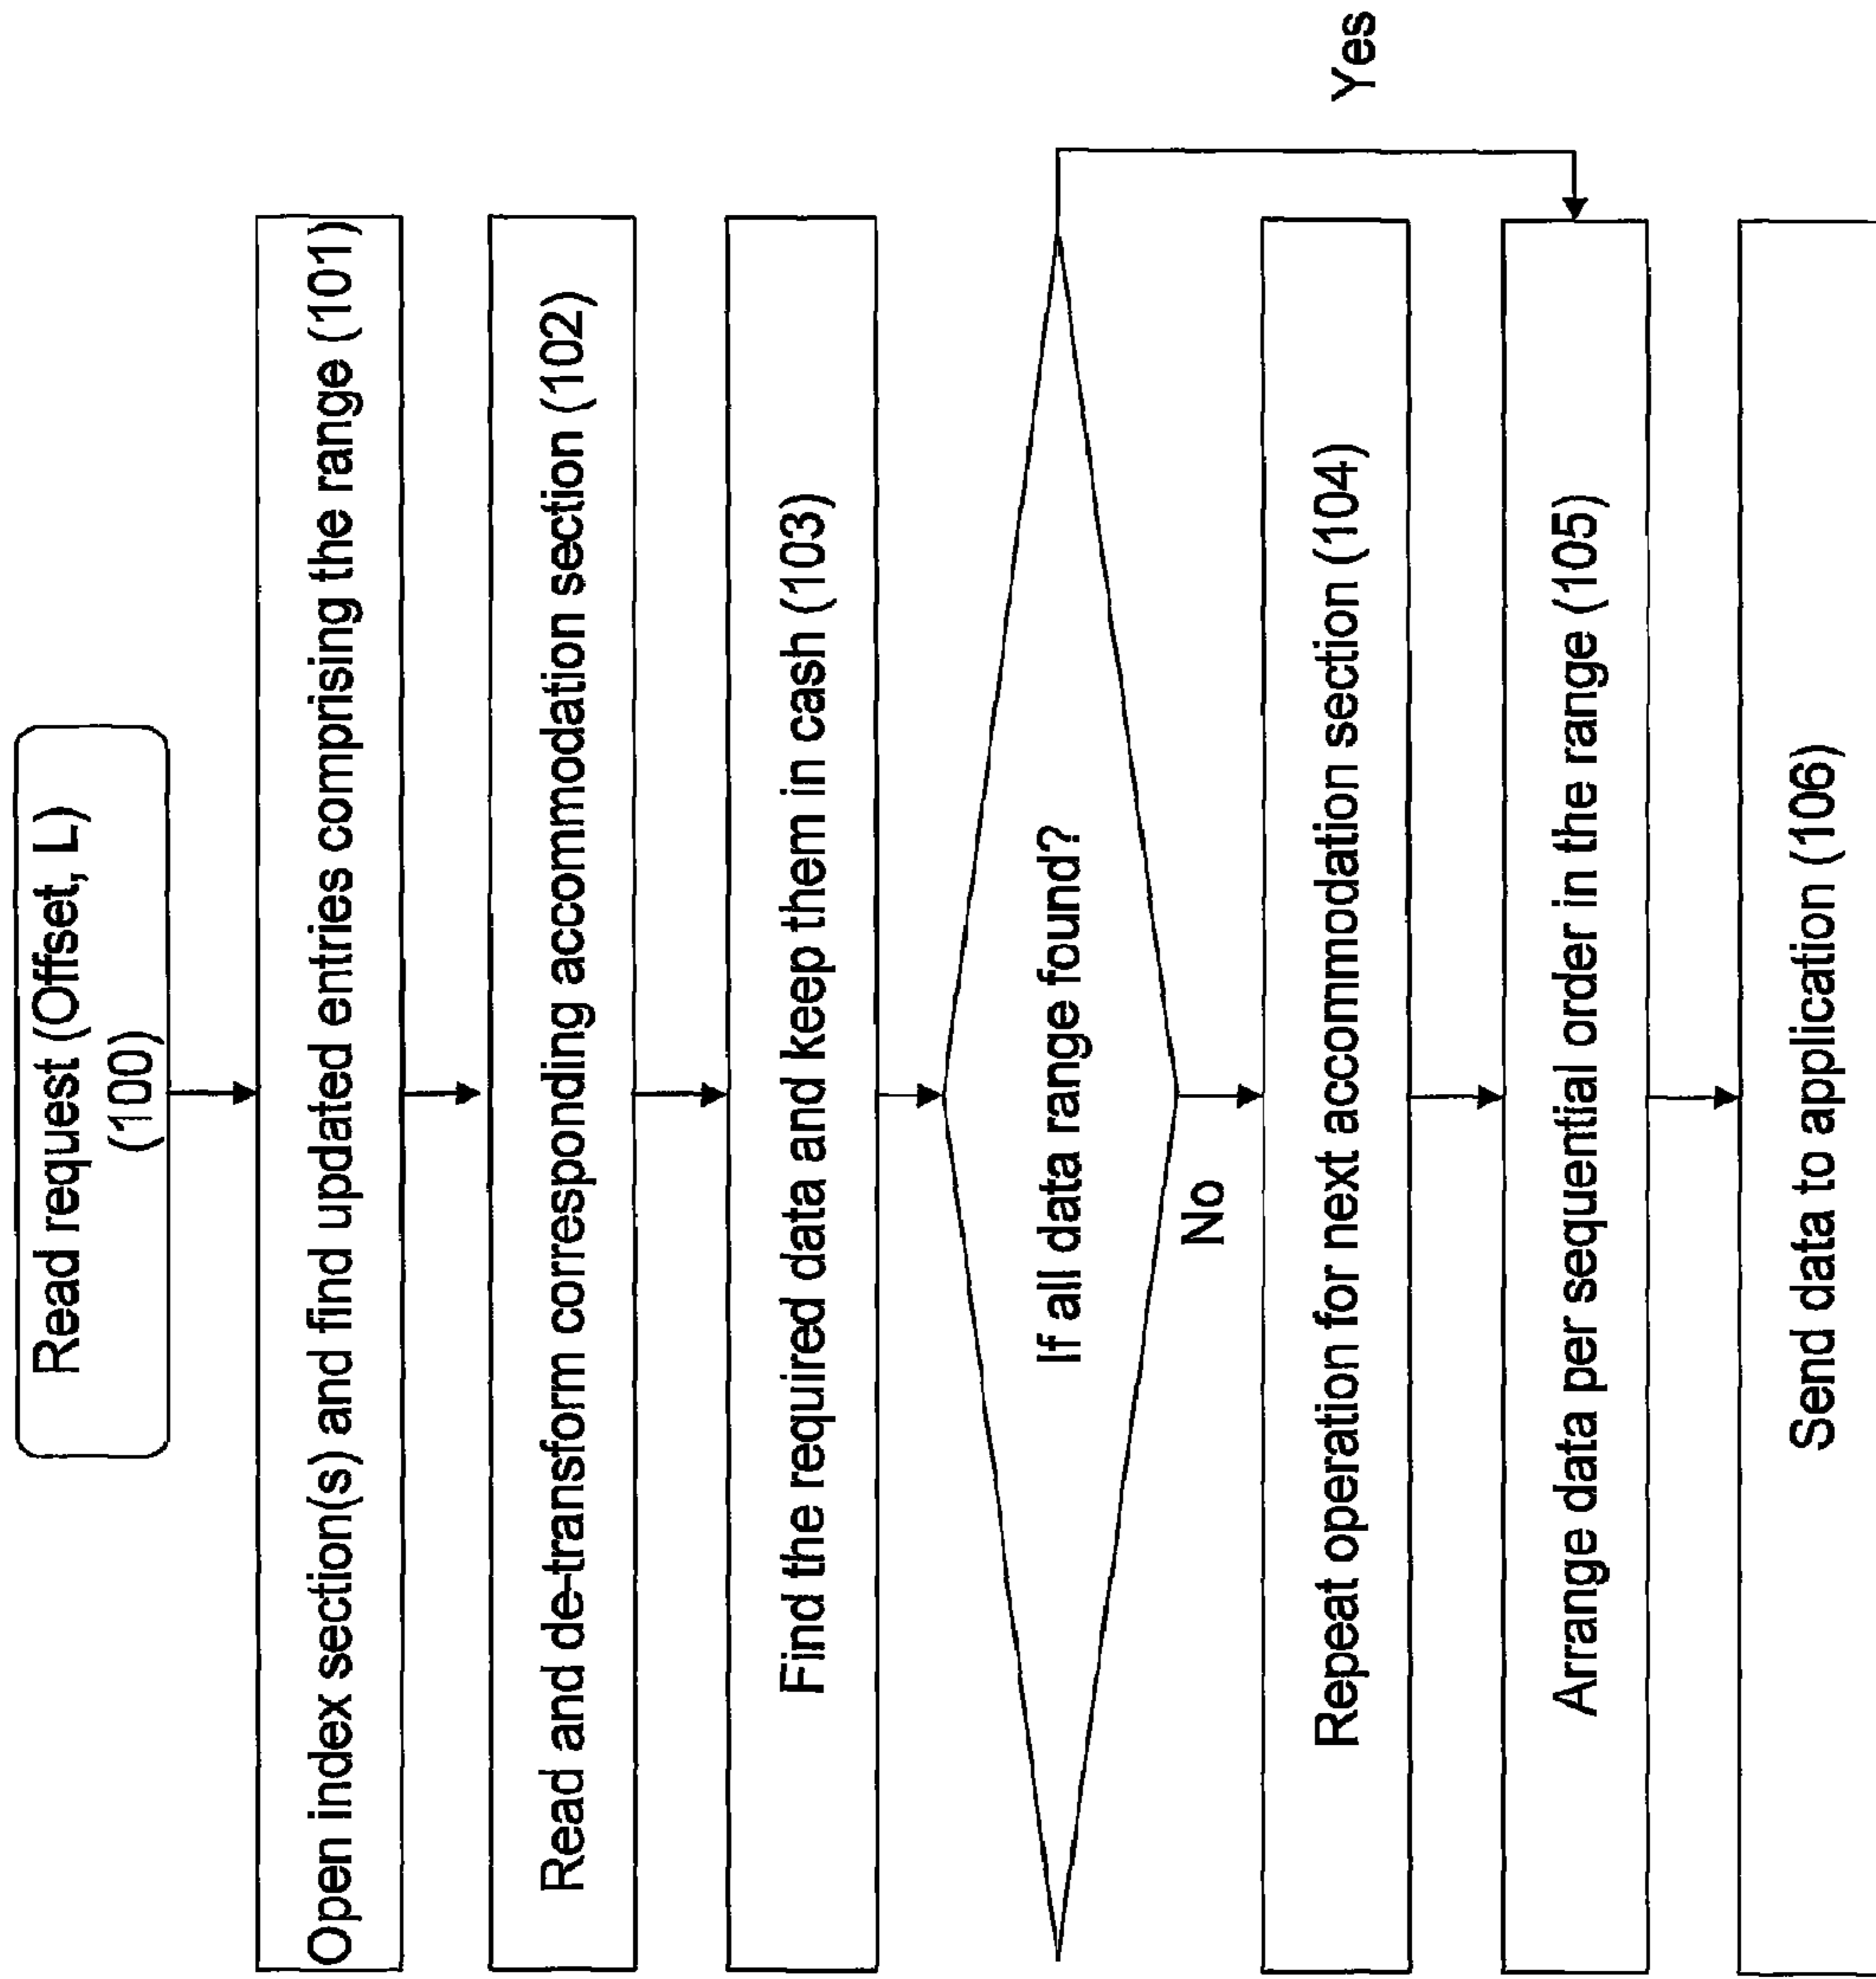 Read request (Offset, L)
(100)
Open index section(s) and find updated entries comprising the range (101)
Read and de-transform corresponding accommodation section (102)
Find the required data and keep them in cash (103)
If all data range found?
Yes
No
Repeat operation for next accommodation section (104)
Arrange data per sequential order in the range (105)
Send data to application (106)